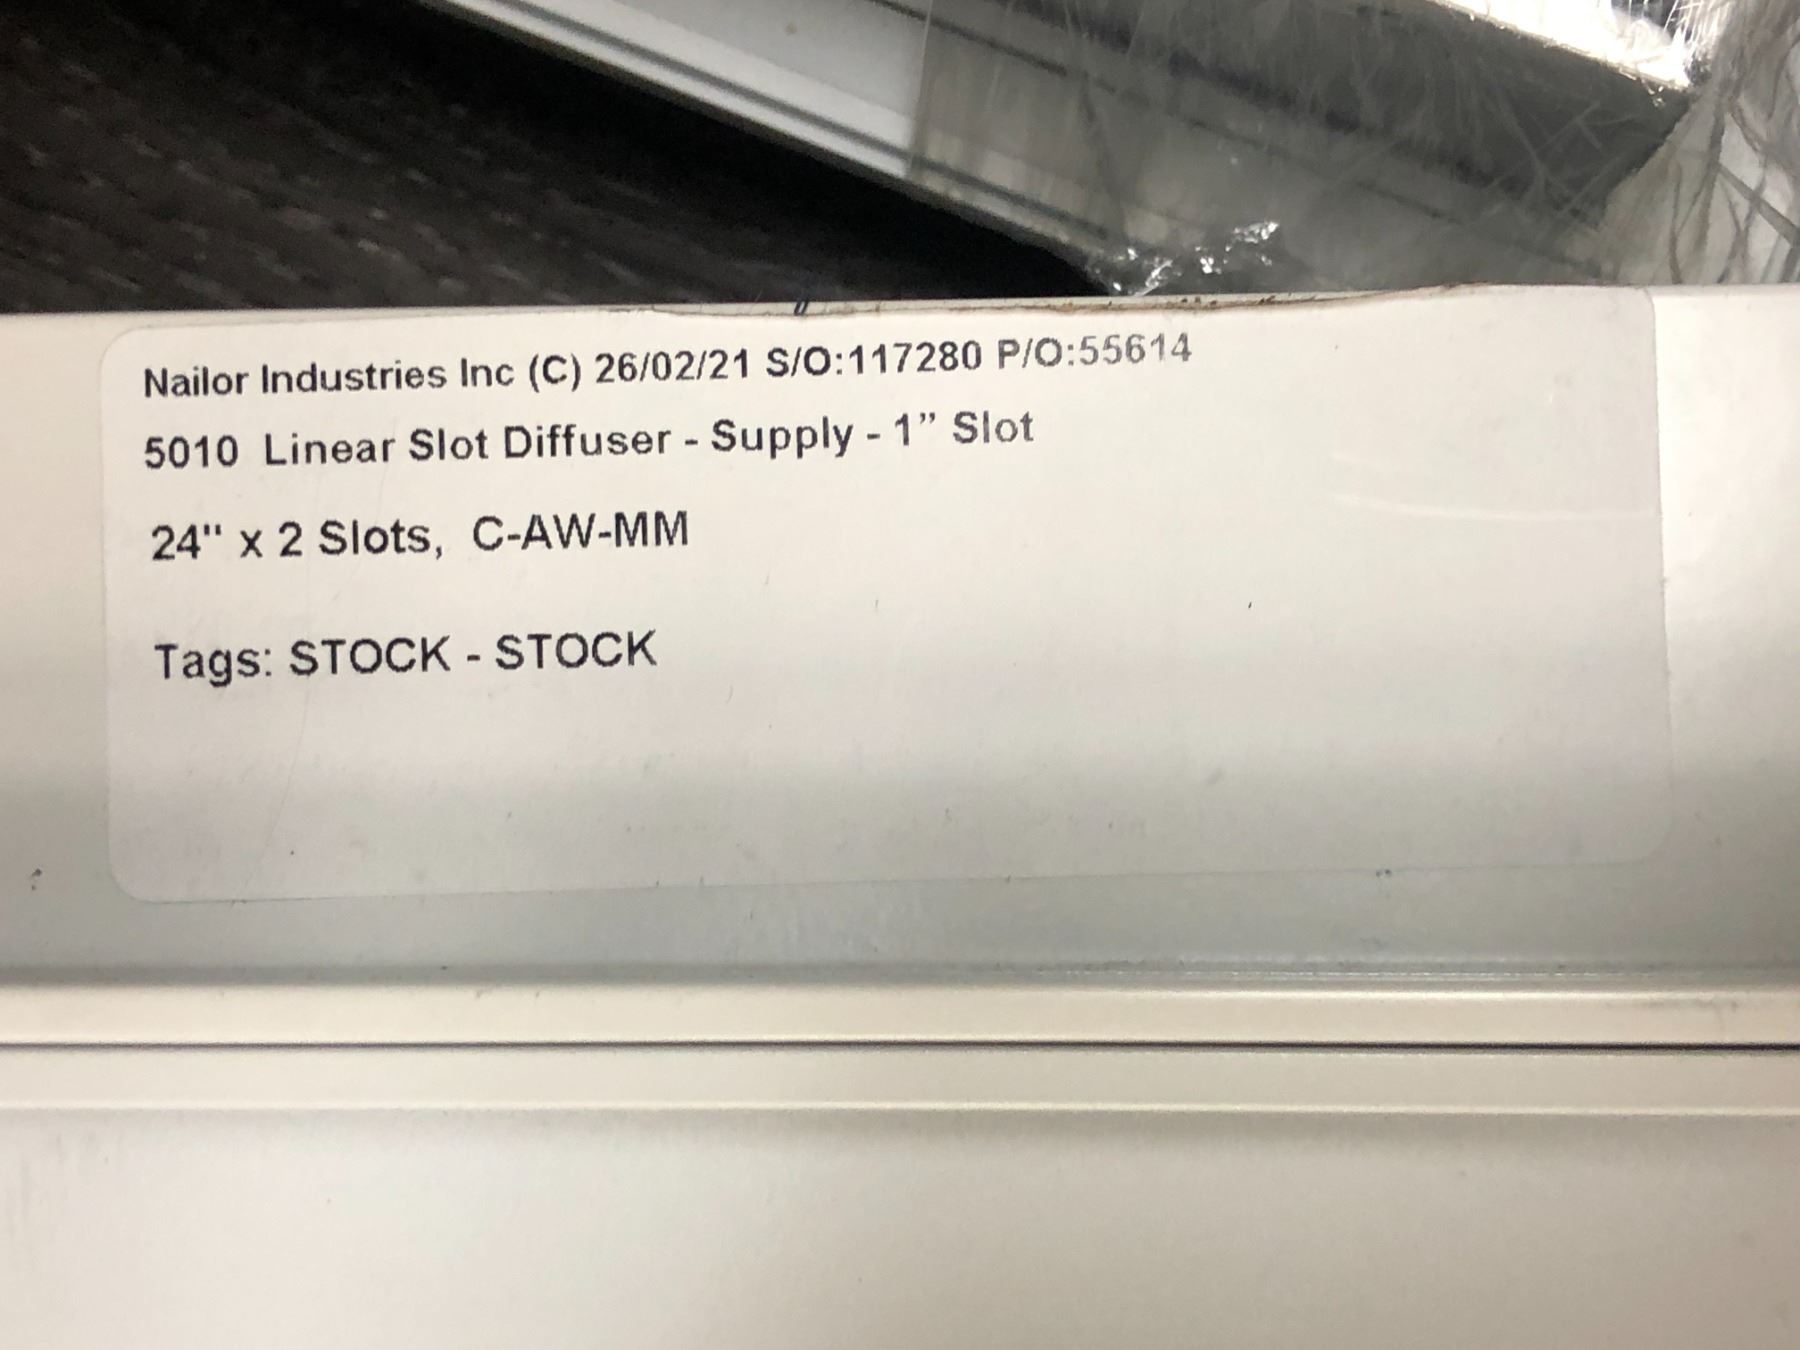 Nailor Industries Inc (C) 26/02/21 S/O:117280 P/O:55614
5010 Linear Slot Diffuser - Supply - 1” Slot
24" x 2 Slots, C-AW-MM
Tags: STOCK - STOCK